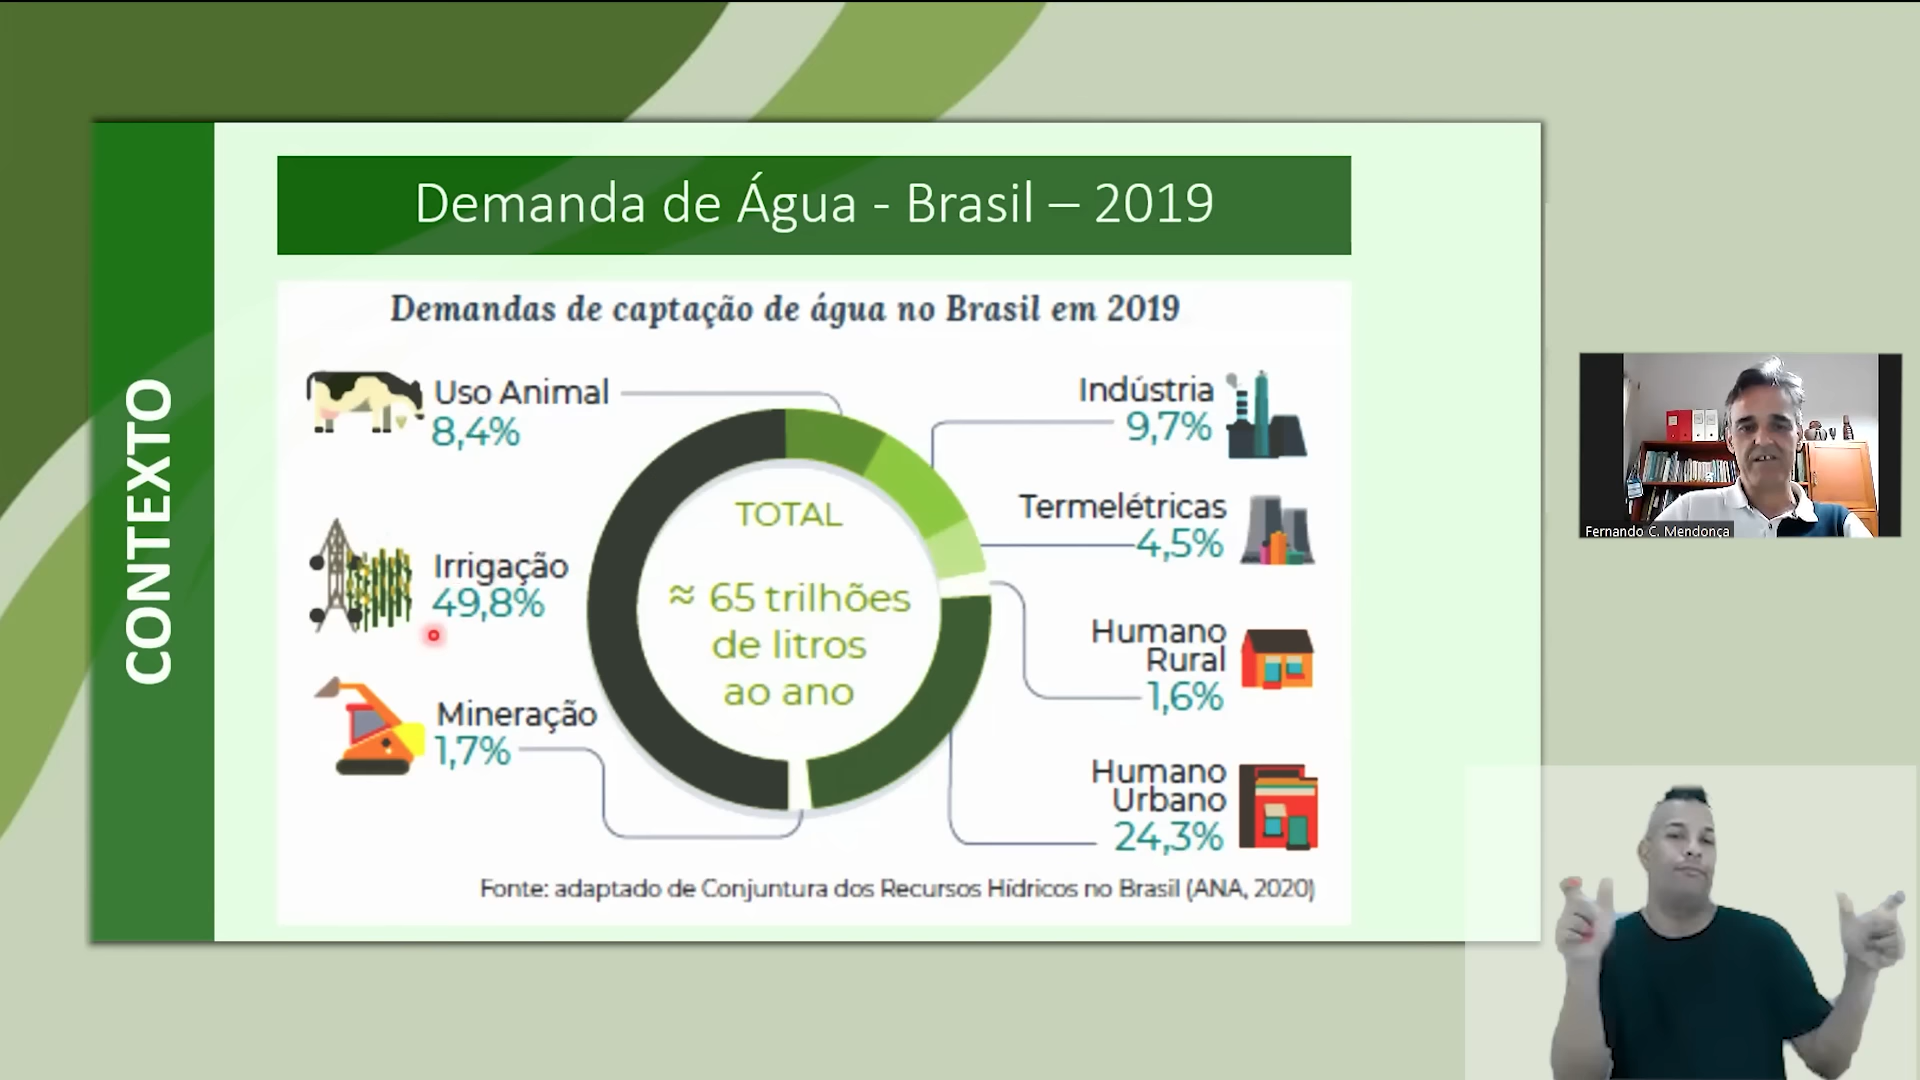 Demanda de Água - Brasil – 2019
CONTEXTO
Demandas de captação de água no Brasil em 2019
Uso Animal
8,4%
Irrigação
49,8%
Mineração
1,7%
TOTAL
≈ 65 trilhões
de litros
ao ano
Indústria
9,7%
Termelétricas
4,5%
Humano
Rural
1,6%
Humano
Urbano
24,3%
Fonte: adaptado de Conjuntura dos Recursos Hídricos no Brasil (ANA, 2020)
Fernando C. Mendonça